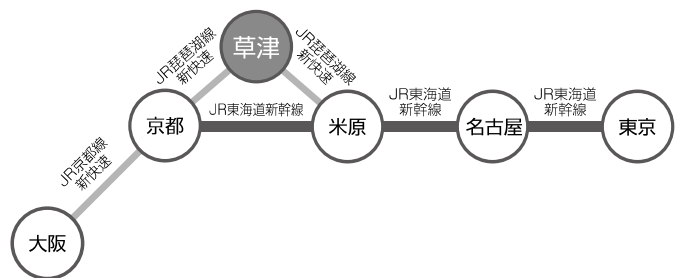 草津
JR琵琶湖線
新快速
JR琵琶湖線
新快速
京都
JR東海道新幹線
米原
JR東海道
新幹線
名古屋
JR東海道
新幹線
東京
JR京都線
新快速
大阪